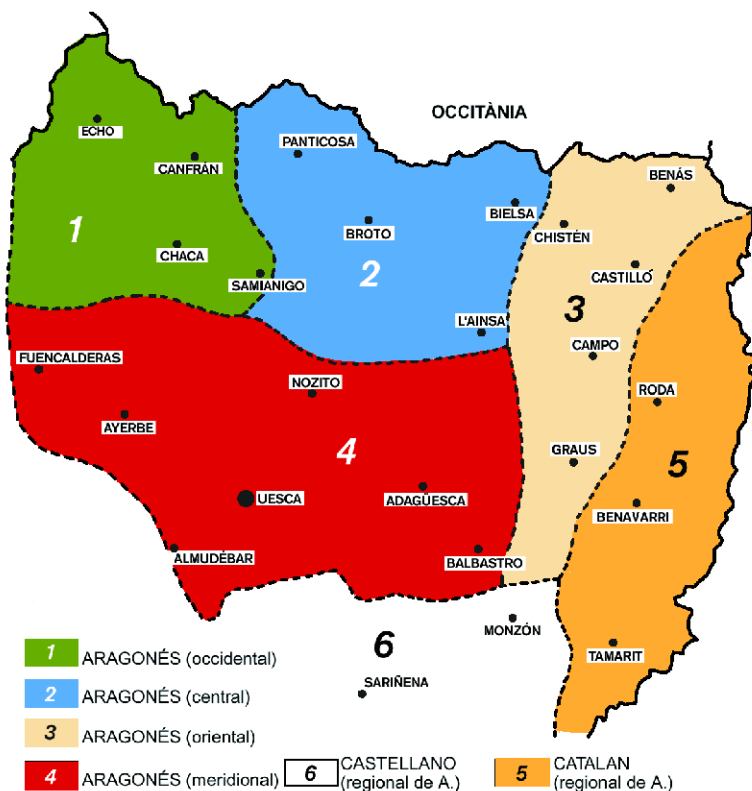 OCCITÀNIA
ECHO
PANTICOSA
CANFRÁN
BENÁS
1
BIELSA
BROTO
CHISTÉN
CHACA
2
CASTILLÓ
SAMIANIGO
3
L'AINSA
FUENCALDERAS
CAMPO
NOZITO
RODA
AYERBE
4
GRAUS
5
UESCA
ADAGÜESCA
BENAVARRI
ALMUDÉBAR
BALBASTRO
MONZÓN
6
TAMARIT
SARIÑENA
1 ARAGONÉS (occidental)
2 ARAGONÉS (central)
3 ARAGONÉS (oriental)
4 ARAGONÉS (meridional)
6 CASTELLANO
(regional de A.)
5 CATALAN
(regional de A.)